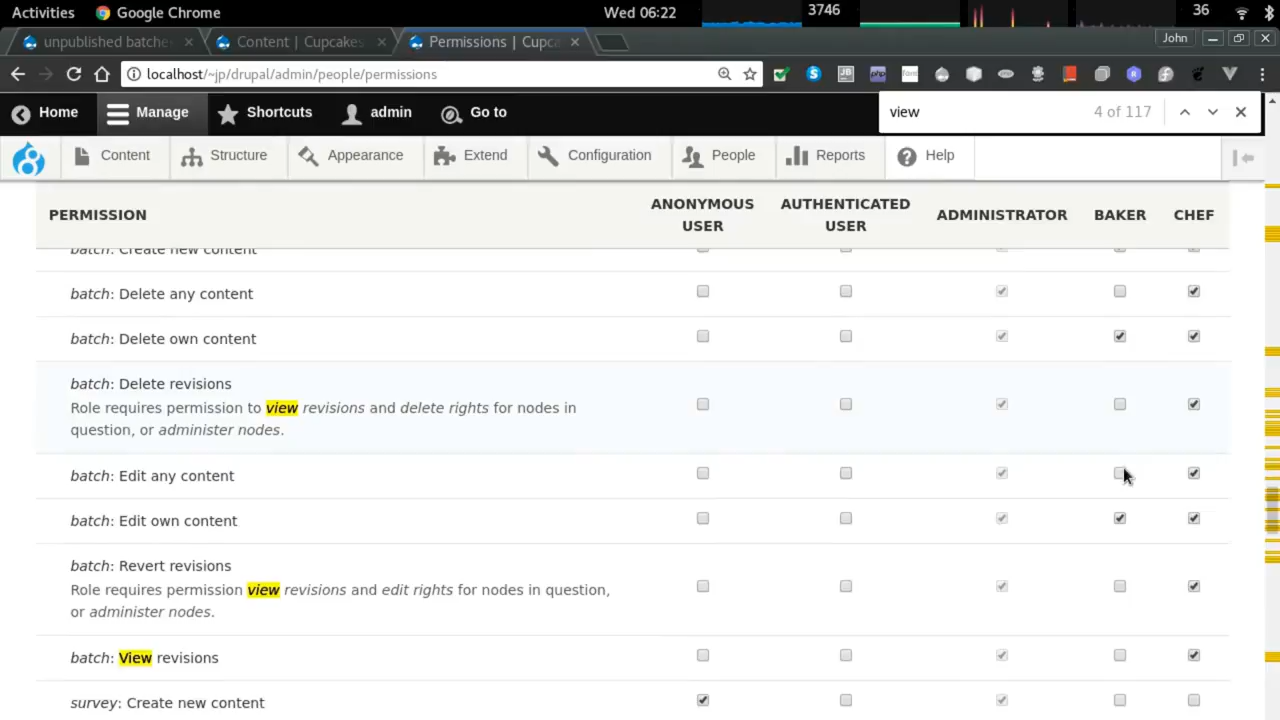 Activities Google Chrome Wed 06:22 3746 36
unpublished batche Content | Cupcakes Permissions | Cupca John
localhost/~jp/drupal/admin/people/permissions
Home Manage Shortcuts admin Go to view 4 of 117
Content Structure Appearance Extend Configuration People Reports Help
PERMISSION ANONYMOUS USER AUTHENTICATED USER ADMINISTRATOR BAKER CHEF
batch: Create new content
batch: Delete any content
batch: Delete own content
batch: Delete revisions
Role requires permission to view revisions and delete rights for nodes in
question, or administer nodes.
batch: Edit any content
batch: Edit own content
batch: Revert revisions
Role requires permission view revisions and edit rights for nodes in question,
or administer nodes.
batch: View revisions
survey: Create new content